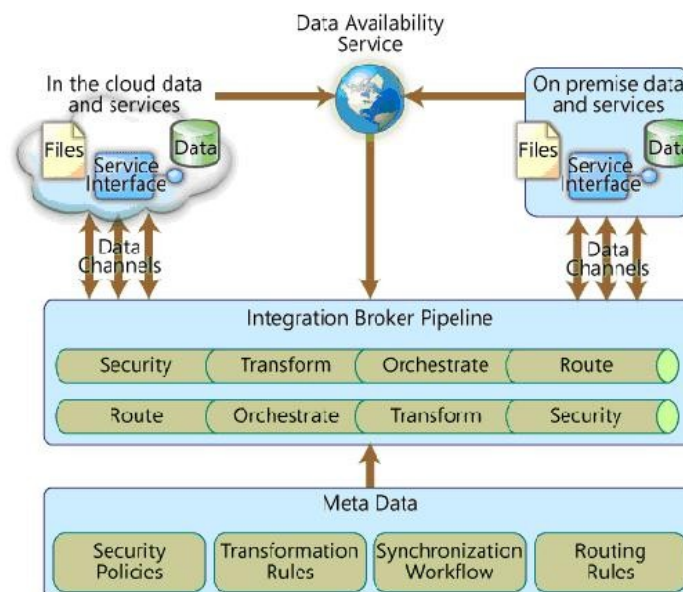 Data Availability
Service
In the cloud data
and services
Files
Service
Interface
Data
On premise data
and services
Files
Service
Interface
Data
Data
Channels
Data
Channels
Integration Broker Pipeline
Security
Transform
Orchestrate
Route
Route
Orchestrate
Transform
Security
Meta Data
Security
Policies
Transformation
Rules
Synchronization
Workflow
Routing
Rules